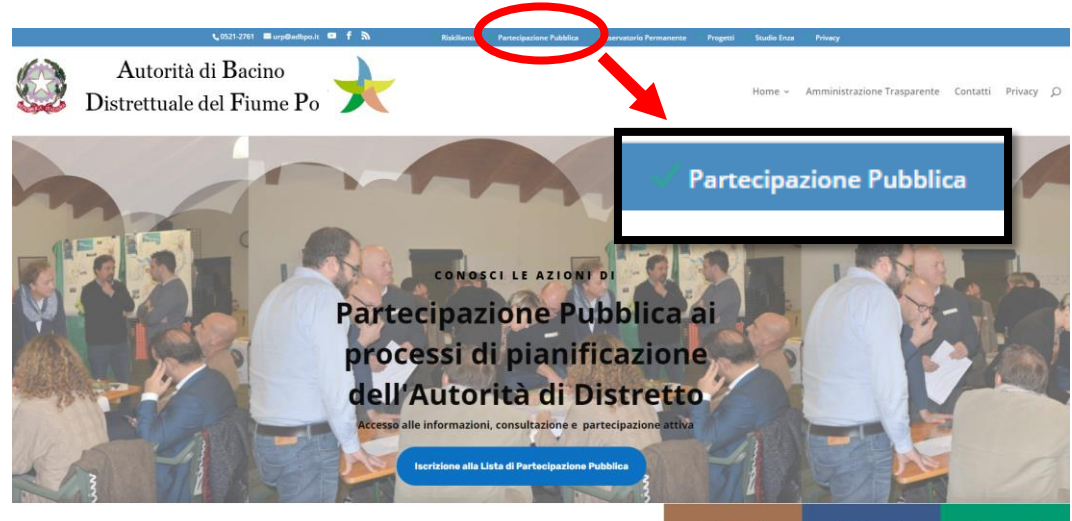 0521-2761 urp@adbpo.it
Partecipazione Pubblica
Permanente Progetti Studio Enza Privacy
Autorità di Bacino
Distrettuale del Fiume Po
Home Amministrazione Trasparente Contatti Privacy
Partecipazione Pubblica
CONOSCI LE AZIONI DI
Partecipazione Pubblica ai
processi di pianificazione
dell'Autorità di Distretto
Accesso alle informazioni, consultazione e partecipazione attiva
Iscrizione alla Lista di Partecipazione Pubblica